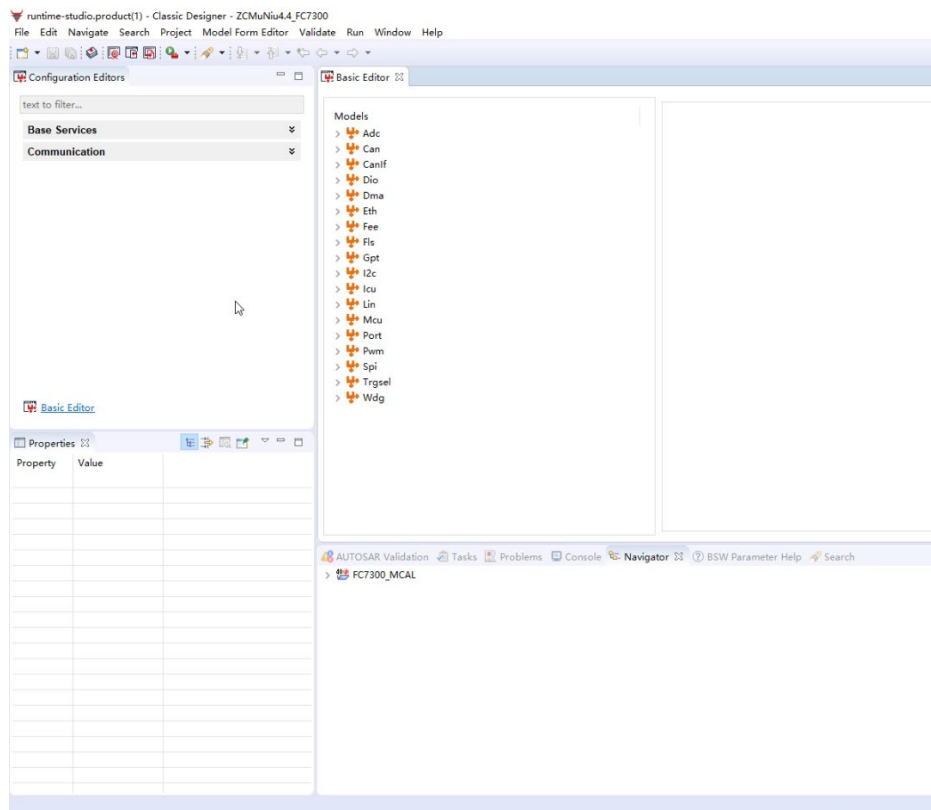 runtime-studio.product(1) - Classic Designer - ZCMuNiu4.4_FC7300
File Edit Navigate Search Project Model Form Editor Validate Run Window Help
Configuration Editors
text to filter...
Base Services
Communication
Basic Editor
Properties
Property Value
Basic Editor
Models
Adc
Can
CanIf
Dio
Dma
Eth
Fee
Fls
Gpt
I2c
Icu
Lin
Mcu
Port
Pwm
Spi
Trgsel
Wdg
AUTOSAR Validation Tasks Problems Console Navigator BSW Parameter Help Search
FC7300_MCAL